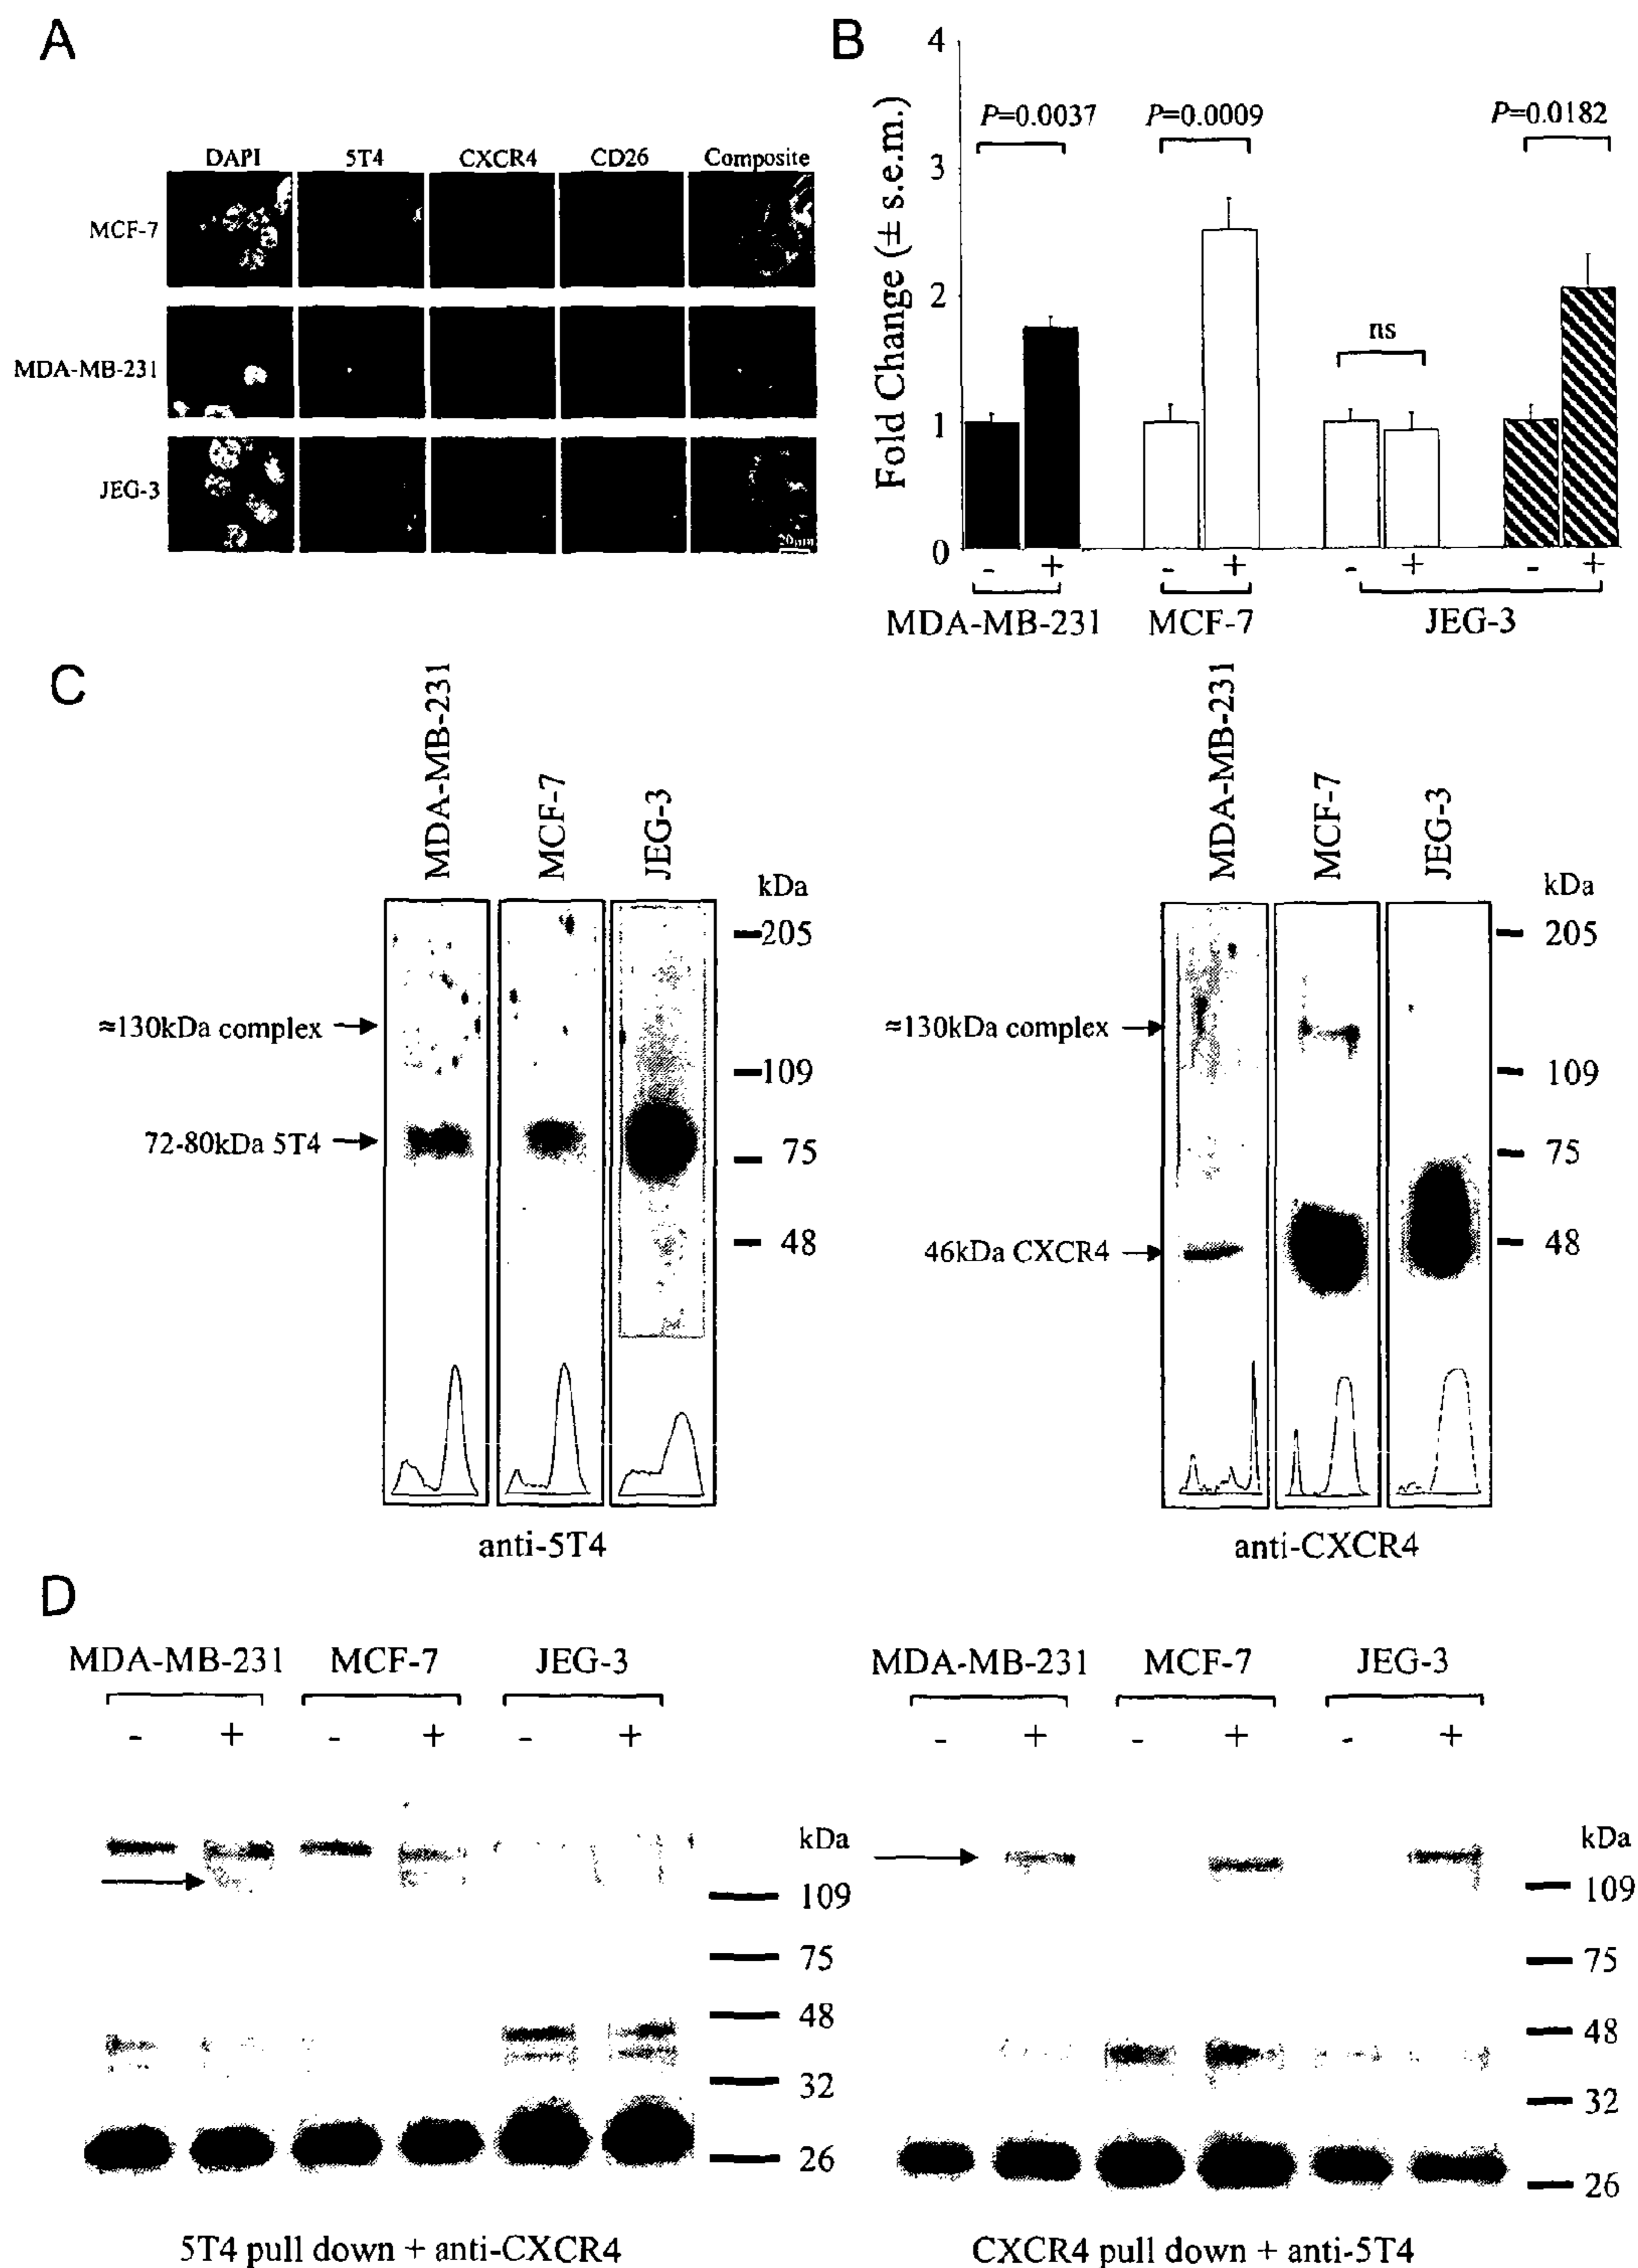 A
DAPI 5T4 CXCR4 CD26 Composite
MCF-7
MDA-MB-231
JEG-3
20μm
B
Fold Change (± s.e.m.)
4
3
2
1
0
P=0.0037 P=0.0009 ns P=0.0182
- + - + - + - +
MDA-MB-231 MCF-7 JEG-3
C
MDA-MB-231 MCF-7 JEG-3
kDa
205
≈130kDa complex
109
72-80kDa 5T4
75
48
anti-5T4
MDA-MB-231 MCF-7 JEG-3
kDa
205
≈130kDa complex
109
75
46kDa CXCR4
48
anti-CXCR4
D
MDA-MB-231 MCF-7 JEG-3
- + - + - +
kDa
109
75
48
32
26
5T4 pull down + anti-CXCR4
MDA-MB-231 MCF-7 JEG-3
- + - + - +
kDa
109
75
48
32
26
CXCR4 pull down + anti-5T4